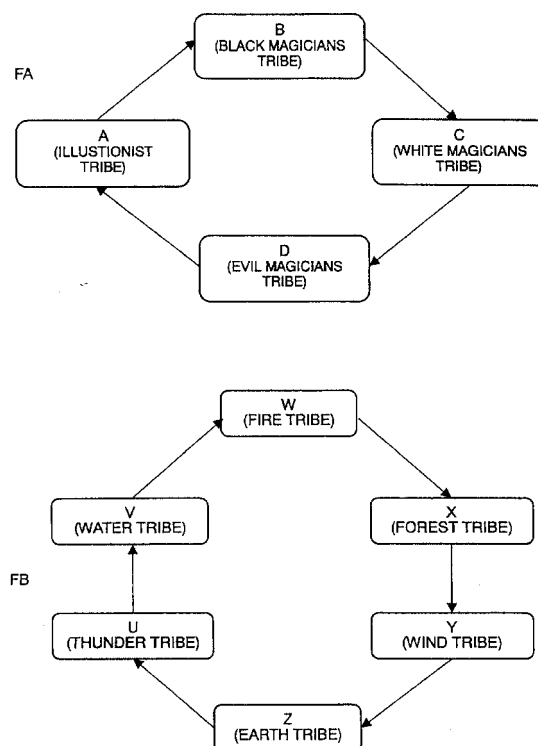 B
(BLACK MAGICIANS
TRIBE)
FA
A
(ILLUSTIONIST
TRIBE)
C
(WHITE MAGICIANS
TRIBE)
D
(EVIL MAGICIANS
TRIBE)
W
(FIRE TRIBE)
V
(WATER TRIBE)
X
(FOREST TRIBE)
FB
U
(THUNDER TRIBE)
Y
(WIND TRIBE)
Z
(EARTH TRIBE)